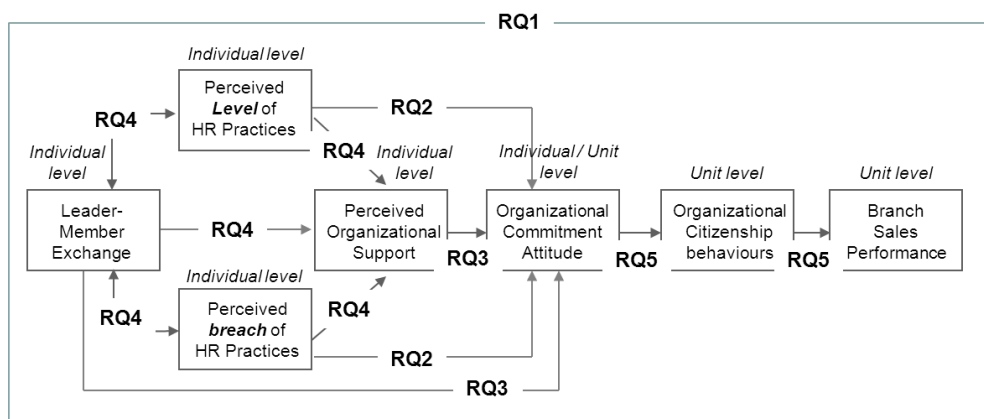 RQ1
Individual level
Perceived
Level of
HR Practices
RQ2
RQ4
RQ4
Individual
level
Individual
level
Individual / Unit
level
Unit level
Unit level
Leader-
Member
Exchange
RQ4
Perceived
Organizational
Support
RQ3
Organizational
Commitment
Attitude
RQ5
Organizational
Citizenship
behaviours
RQ5
Branch
Sales
Performance
Individual level
RQ4
Perceived
breach of
HR Practices
RQ4
RQ2
RQ3